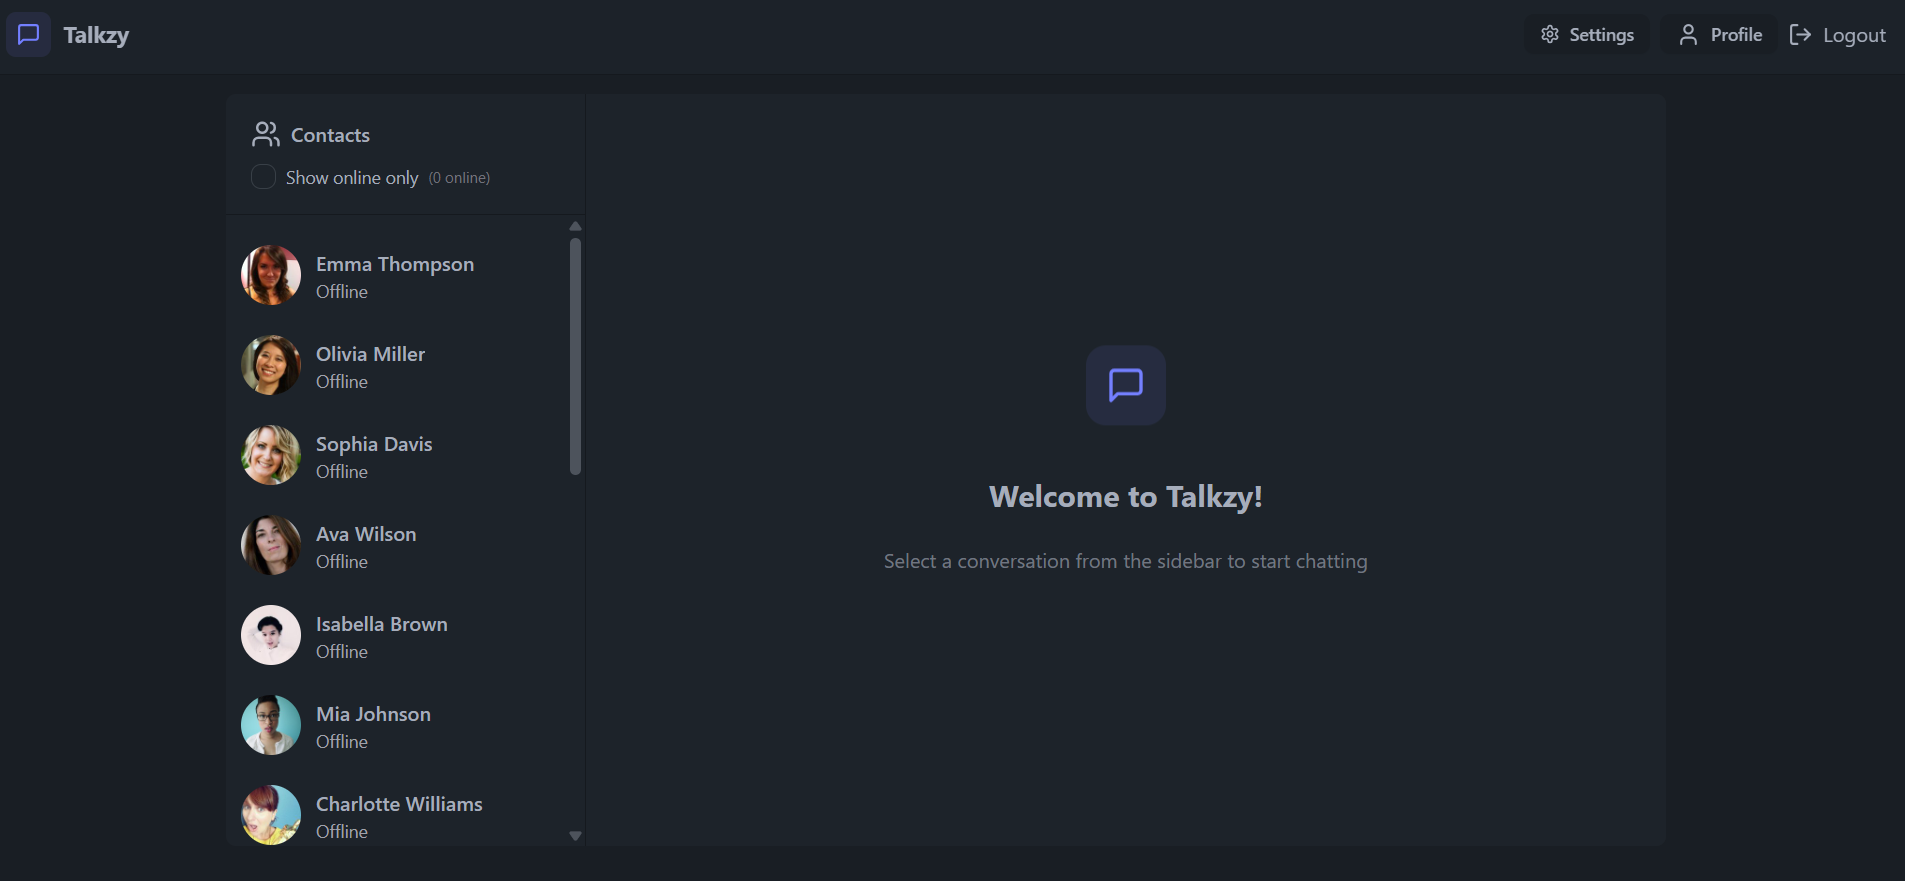 Talkzy
Settings
Profile
Logout
Contacts
Show online only (0 online)
Emma Thompson
Offline
Olivia Miller
Offline
Sophia Davis
Offline
Ava Wilson
Offline
Isabella Brown
Offline
Mia Johnson
Offline
Charlotte Williams
Offline
Welcome to Talkzy!
Select a conversation from the sidebar to start chatting